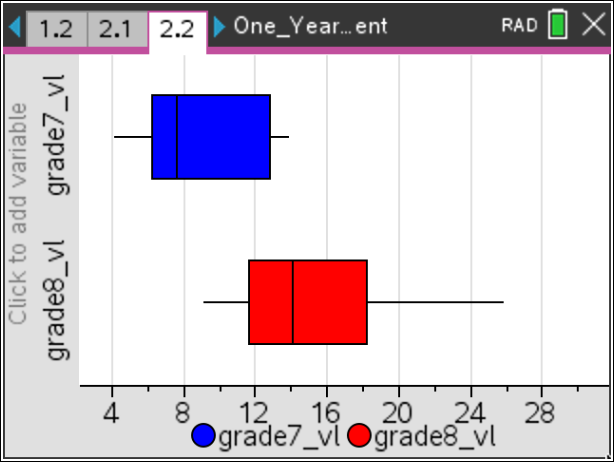 1.2 2.1 2.2 One_Year...ent RAD
Click to add variable
grade7_vl
grade8_vl
4 8 12 16 20 24 28
grade7_vl grade8_vl